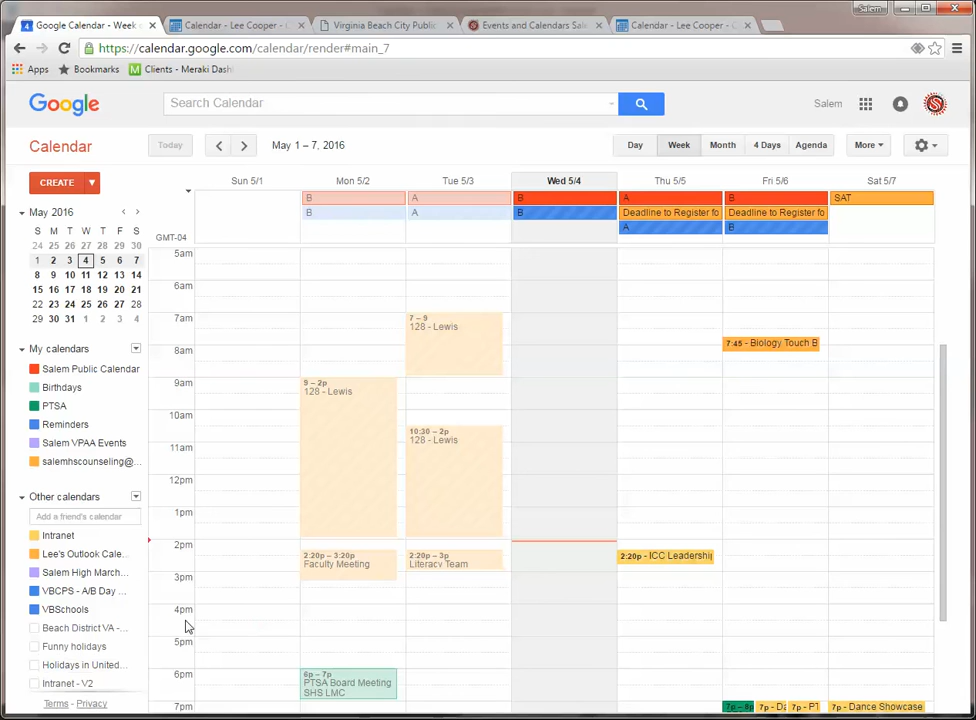 Salem
Google Calendar - Week o
Calendar - Lee Cooper - O
Virginia Beach City Public
Events and Calendars Sale
Calendar - Lee Cooper - O
https://calendar.google.com/calendar/render#main_7
Apps
Bookmarks
Clients - Meraki Dash
Google
Search Calendar
Salem
Calendar
Today
May 1 – 7, 2016
Day
Week
Month
4 Days
Agenda
More
CREATE
Sun 5/1
Mon 5/2
Tue 5/3
Wed 5/4
Thu 5/5
Fri 5/6
Sat 5/7
B A B A B SAT
B A B Deadline to Register fo Deadline to Register fo
A B
GMT-04
May 2016
S M T W T F S
24 25 26 27 28 29 30
1 2 3 4 5 6 7
8 9 10 11 12 13 14
15 16 17 18 19 20 21
22 23 24 25 26 27 28
29 30 31 1 2 3 4
My calendars
Salem Public Calendar
Birthdays
PTSA
Reminders
Salem VPAA Events
salemhscounseling@...
Other calendars
Add a friend's calendar
Intranet
Lee's Outlook Cale...
Salem High March...
VBCPS - A/B Day ...
VBSchools
Beach District VA -...
Funny holidays
Holidays in United...
Intranet - V2
Terms - Privacy
5am
6am
7am
8am
9am
10am
11am
12pm
1pm
2pm
3pm
4pm
5pm
6pm
7pm
9 – 2p
128 - Lewis
2:20p – 3:20p
Faculty Meeting
6p – 7p
PTSA Board Meeting
SHS LMC
7 – 9
128 - Lewis
10:30 – 2p
128 - Lewis
2:20p – 3p
Literacy Team
2:20p - ICC Leadership
7:45 - Biology Touch B
7p – 8p
7p – Da
7p – PT
7p – Dance Showcase